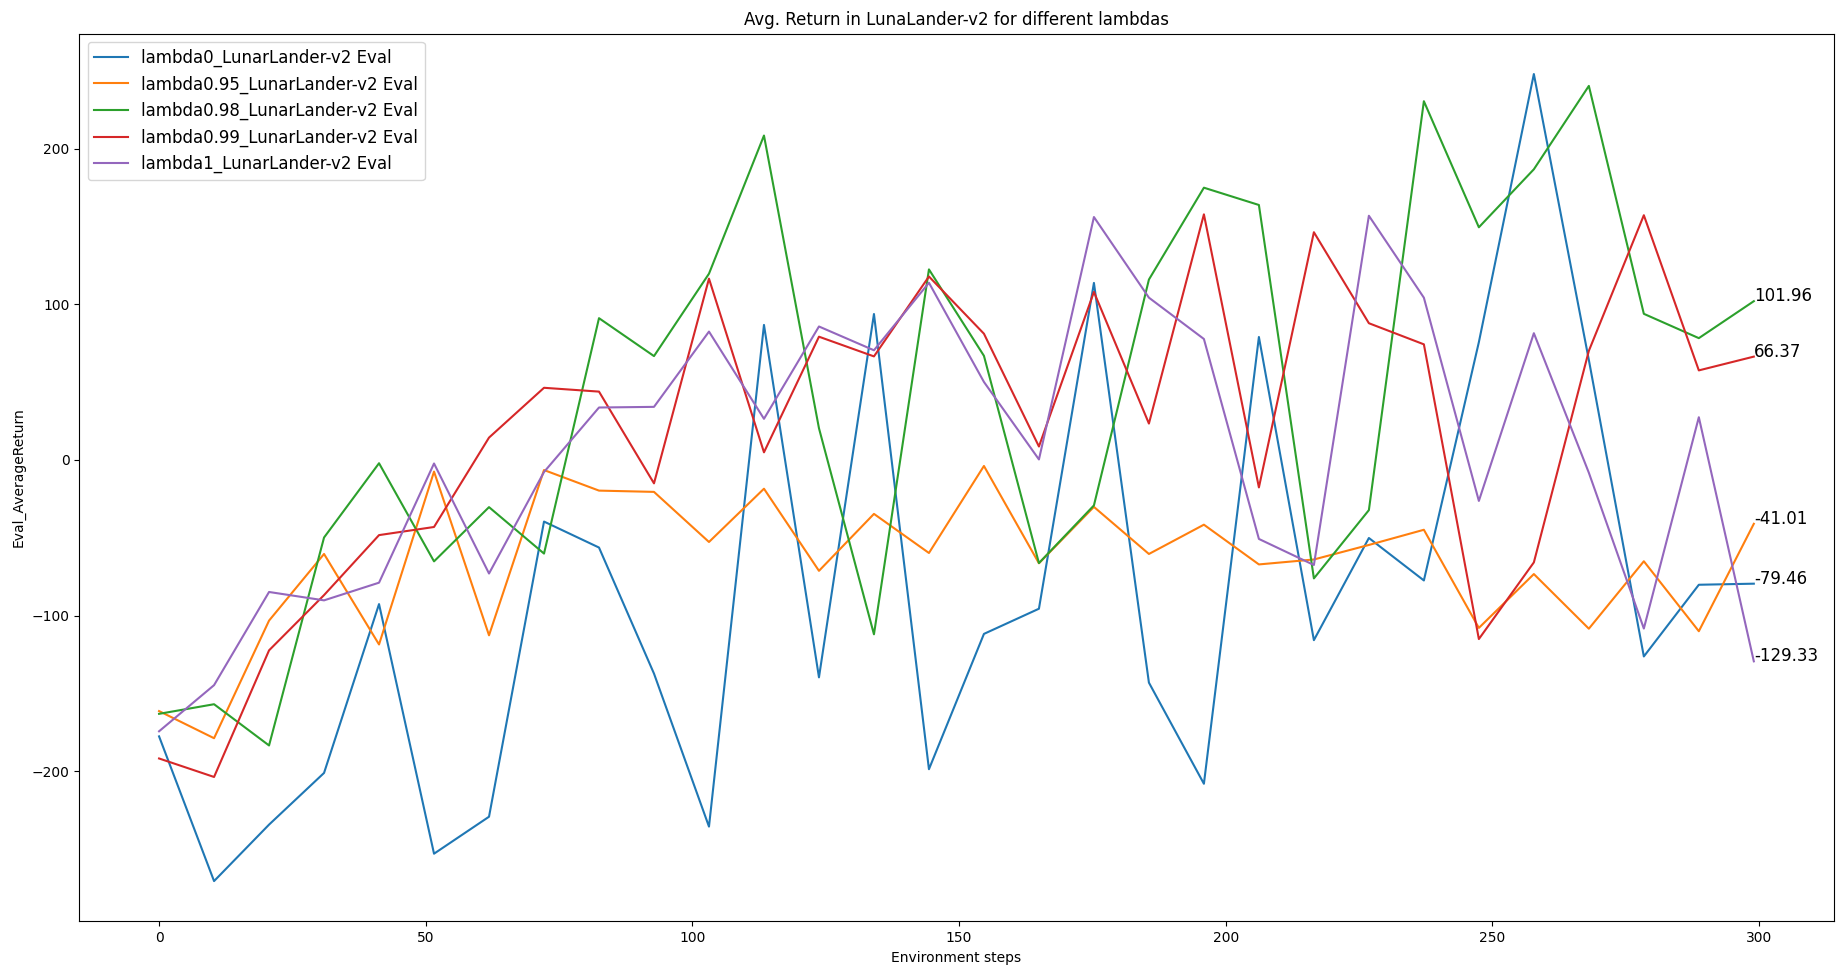 Avg. Return in LunaLander-v2 for different lambdas
lambda0_LunarLander-v2 Eval
lambda0.95_LunarLander-v2 Eval
lambda0.98_LunarLander-v2 Eval
lambda0.99_LunarLander-v2 Eval
lambda1_LunarLander-v2 Eval
200
100
0
−100
−200
Eval_AverageReturn
101.96
66.37
-41.01
-79.46
-129.33
0 50 100 150 200 250 300
Environment steps